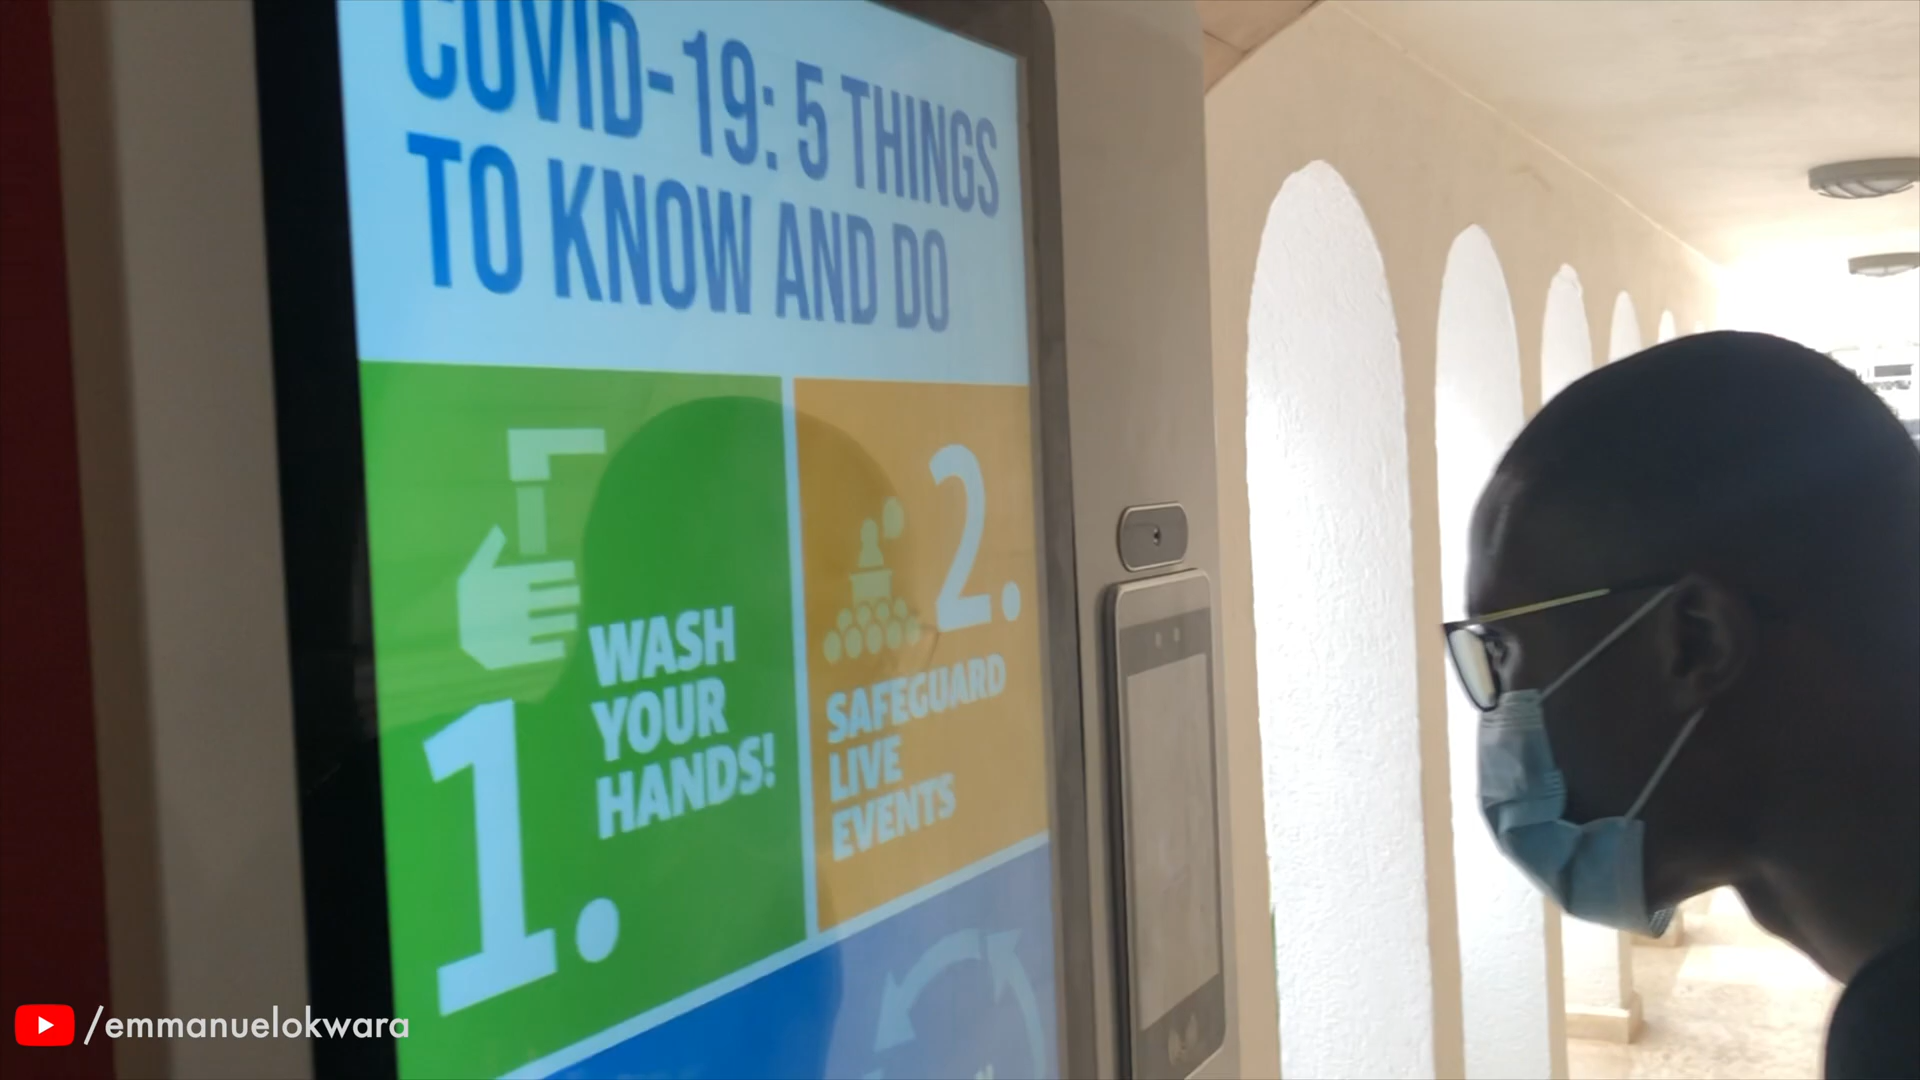 COVID-19: 5 THINGS
TO KNOW AND DO
1.
WASH
YOUR
HANDS!
2.
SAFEGUARD
LIVE
EVENTS
/emmanuelokwara